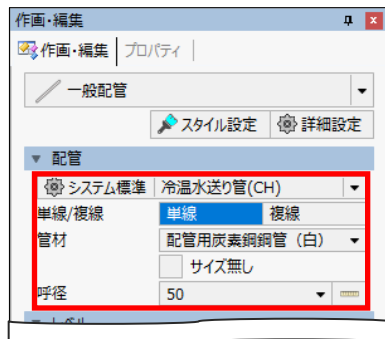 作画・編集
作画・編集 プロパティ
一般配管
スタイル設定 詳細設定
配管
システム標準 冷温水送り管(CH)
単線/複線 単線 複線
管材 配管用炭素鋼鋼管（白）
サイズ無し
呼径 50